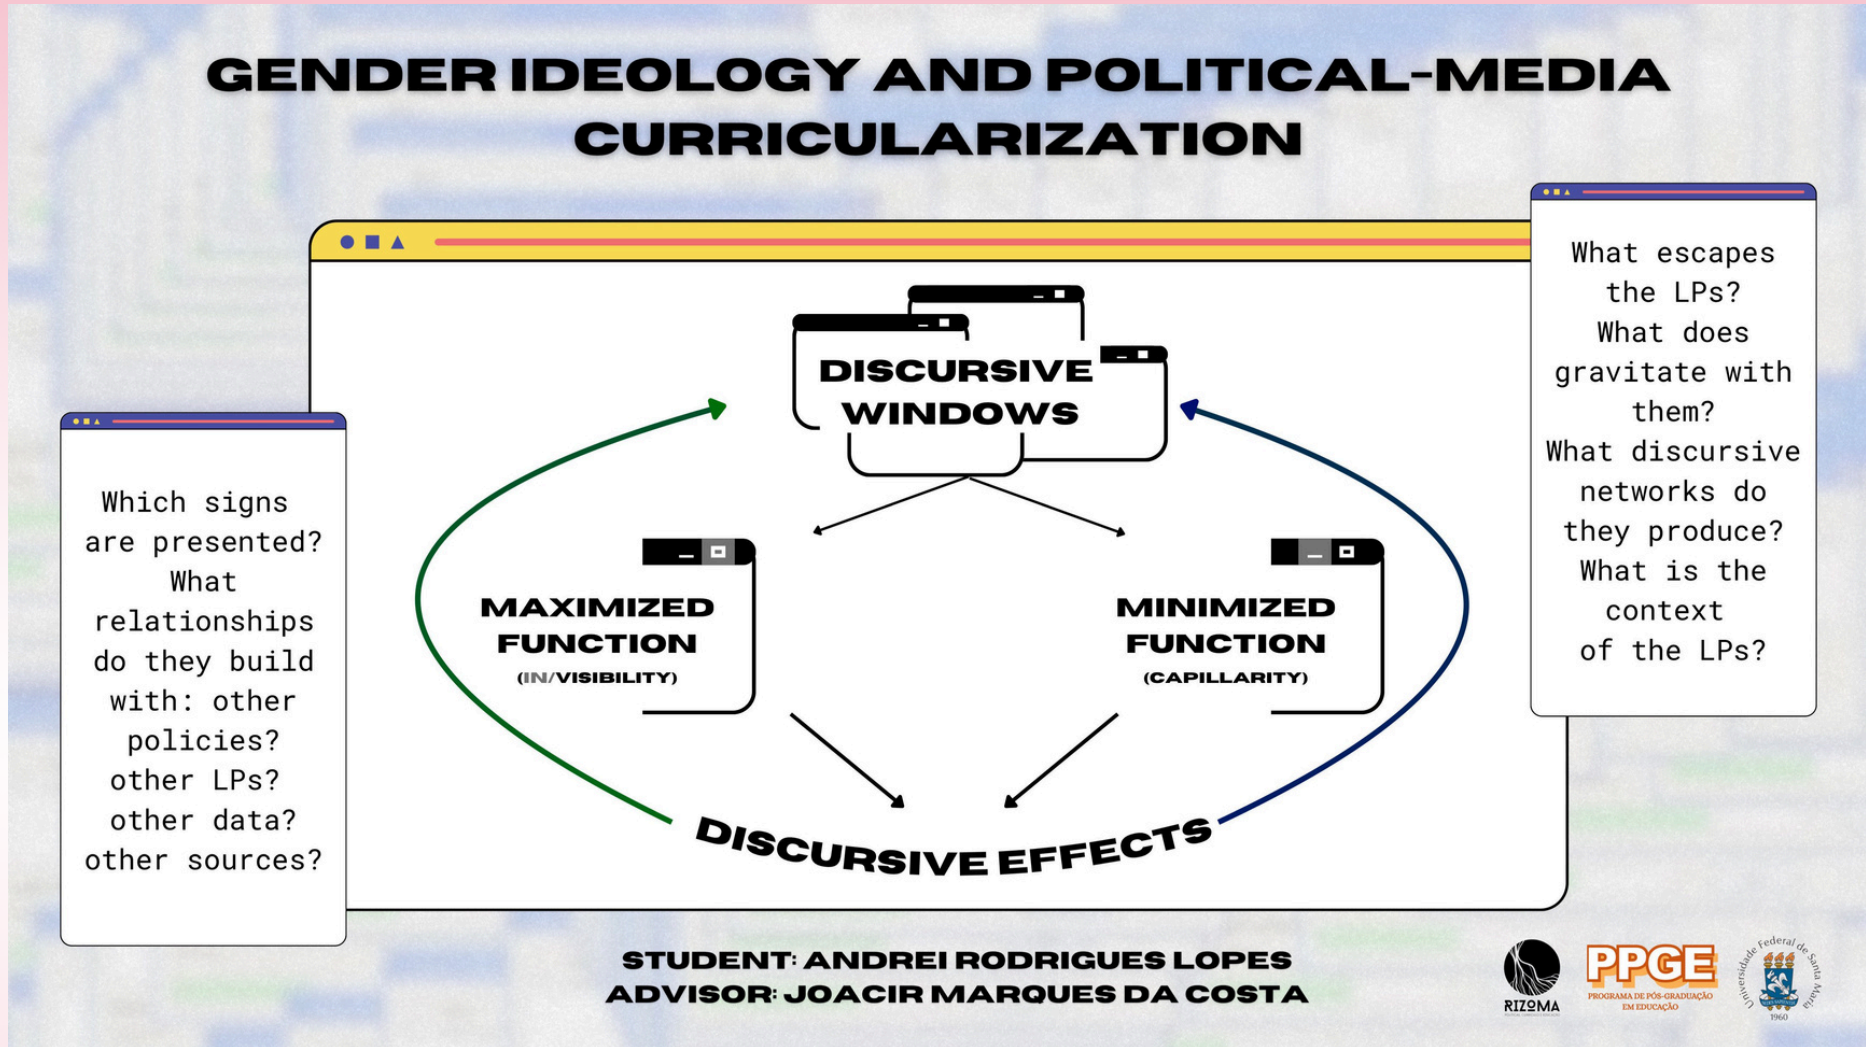 GENDER IDEOLOGY AND POLITICAL-MEDIA
CURRICULARIZATION
Which signs
are presented?
What
relationships
do they build
with: other
policies?
other LPs?
other data?
other sources?
DISCURSIVE
WINDOWS
MAXIMIZED
FUNCTION
(IN/VISIBILITY)
MINIMIZED
FUNCTION
(CAPILLARITY)
DISCURSIVE EFFECTS
What escapes
the LPs?
What does
gravitate with
them?
What discursive
networks do
they produce?
What is the
context
of the LPs?
STUDENT: ANDREI RODRIGUES LOPES
ADVISOR: JOACIR MARQUES DA COSTA
RIZOMA
PPGE
PROGRAMA DE PÓS-GRADUAÇÃO
EM EDUCAÇÃO
Universidade Federal de Santa Maria
1960